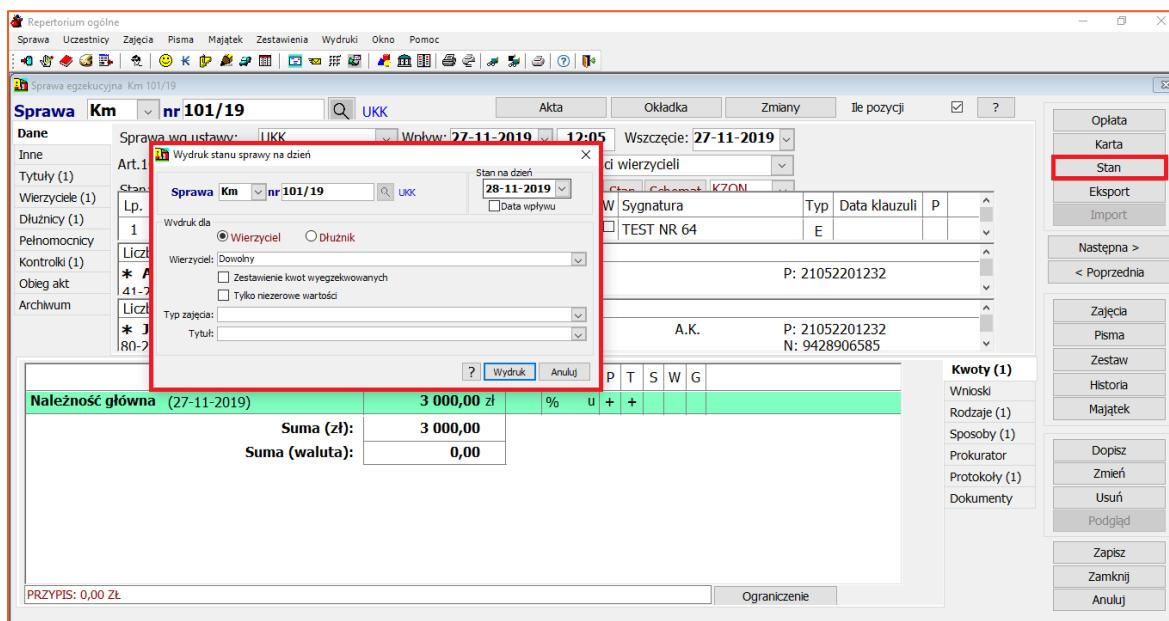 Repertorium ogólne
Sprawa Uczestnicy Zajęcia Pisma Majątek Zestawienia Wydruki Okno Pomoc
Sprawa egzekucyjna Km 101/19
Sprawa Km nr 101/19 UKK Akta Okładka Zmiany Ile pozycji ?
Dane
Inne
Tytuły (1)
Wierzyciele (1)
Dłużnicy (1)
Pełnomocnicy
Kontrolki (1)
Obieg akt
Archiwum
Sprawa wg ustawy: UKK Wpływ: 27-11-2019 12:05 Wszczęcie: 27-11-2019
Art.1
ci wierzycieli
Stan Schemat KZON
Lp. W Sygnatura Typ Data klauzuli P
1 TEST NR 64 E
Liczb
* A P: 21052201232
41-2
Liczb
* J A.K. P: 21052201232
80-2 N: 9428906585
Wydruk stanu sprawy na dzień
Sprawa Km nr 101/19 UKK
Stan na dzień
28-11-2019
Data wpływu
Wydruk dla
Wierzyciel Dłużnik
Wierzyciel: Dowolny
Zestawienie kwot wyegzekwowanych
Tylko niezerowe wartości
Typ zajęcia:
Tytuł:
? Wydruk Anuluj
P T S W G
Należność główna (27-11-2019) 3 000,00 zł % u + +
Suma (zł): 3 000,00
Suma (waluta): 0,00
PRZYPIS: 0,00 ZŁ
Ograniczenie
Kwoty (1)
Wnioski
Rodzaje (1)
Sposoby (1)
Prokurator
Protokoły (1)
Dokumenty
Opłata
Karta
Stan
Eksport
Import
Następna >
< Poprzednia
Zajęcia
Pisma
Zestaw
Historia
Majątek
Dopisz
Zmień
Usuń
Podgląd
Zapisz
Zamknij
Anuluj